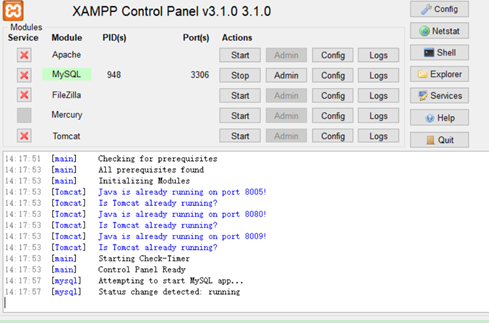 XAMPP Control Panel v3.1.0 3.1.0
Modules
Service Module PID(s) Port(s) Actions
Apache Start Admin Config Logs
MySQL 948 3306 Stop Admin Config Logs
FileZilla Start Admin Config Logs
Mercury Start Admin Config Logs
Tomcat Start Admin Config Logs
Config
Netstat
Shell
Explorer
Services
Help
Quit
14:17:51 [main] Checking for prerequisites
14:17:53 [main] All prerequisites found
14:17:53 [main] Initializing Modules
14:17:53 [Tomcat] Java is already running on port 8005!
14:17:53 [Tomcat] Is Tomcat already running?
14:17:53 [Tomcat] Java is already running on port 8080!
14:17:53 [Tomcat] Is Tomcat already running?
14:17:53 [Tomcat] Java is already running on port 8009!
14:17:53 [Tomcat] Is Tomcat already running?
14:17:53 [main] Starting Check-Timer
14:17:53 [main] Control Panel Ready
14:17:57 [mysql] Attempting to start MySQL app...
14:17:57 [mysql] Status change detected: running